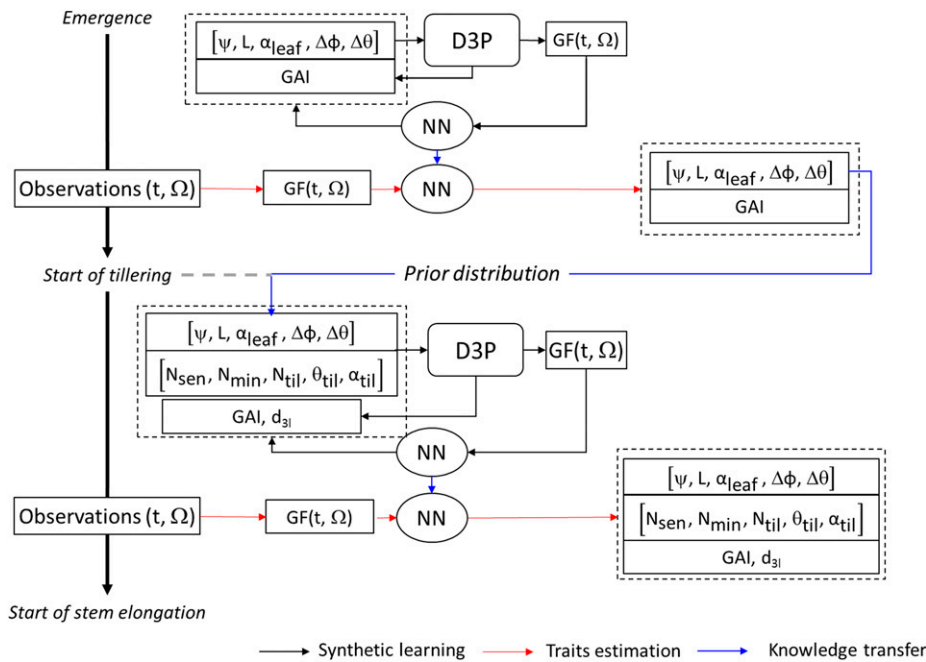 Emergence
[ψ, L, αleaf , Δϕ, Δθ]
GAI
D3P
GF(t, Ω)
NN
Observations (t, Ω)
GF(t, Ω)
NN
[ψ, L, αleaf , Δϕ, Δθ]
GAI
Start of tillering
Prior distribution
[ψ, L, αleaf , Δϕ, Δθ]
[Nsen, Nmin, Ntil, θtil, αtil]
GAI, d3l
D3P
GF(t, Ω)
NN
Observations (t, Ω)
GF(t, Ω)
NN
[ψ, L, αleaf , Δϕ, Δθ]
[Nsen, Nmin, Ntil, θtil, αtil]
GAI, d3l
Start of stem elongation
Synthetic learning
Traits estimation
Knowledge transfer